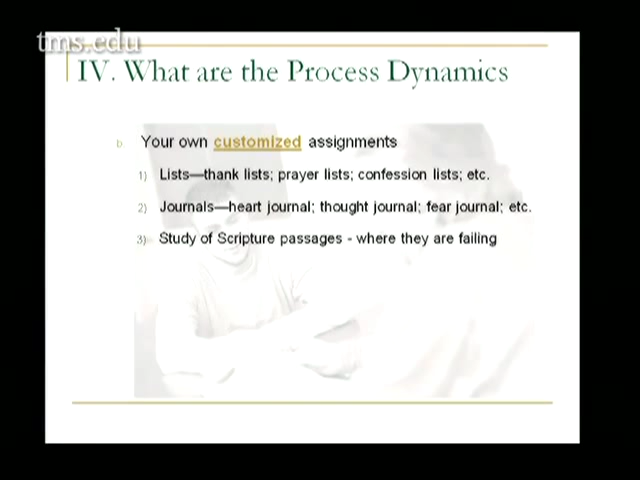 tms.edu
IV. What are the Process Dynamics
b. Your own customized assignments
1) Lists—thank lists; prayer lists; confession lists; etc.
2) Journals—heart journal; thought journal; fear journal; etc.
3) Study of Scripture passages - where they are failing